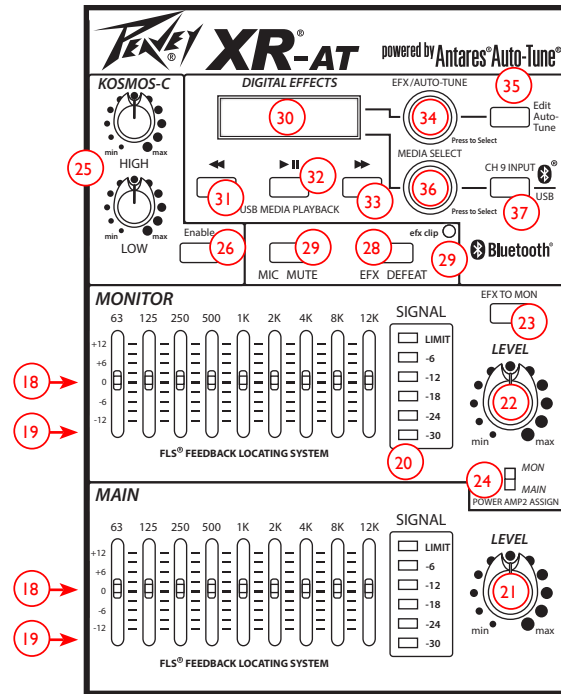 PEAVEY® XR®-AT powered by Antares® Auto-Tune®
KOSMOS-C
DIGITAL EFFECTS
EFX/AUTO-TUNE
35
30
34
Edit Auto-Tune
Press to Select
min max
HIGH
25
MEDIA SELECT
32
36
CH 9 INPUT
®
USB
31
33
37
Press to Select
USB MEDIA PLAYBACK
min max
LOW
Enable
26
29
MIC MUTE
28
EFX DEFEAT
efx clip
29
Bluetooth®
MONITOR
63 125 250 500 1K 2K 4K 8K 12K
SIGNAL
EFX TO MON
23
+12
+6
0
-6
-12
LIMIT
-6
-12
-18
-24
-30
LEVEL
22
min max
18
19
20
FLS® FEEDBACK LOCATING SYSTEM
24
MON
MAIN
POWER AMP2 ASSIGN
MAIN
63 125 250 500 1K 2K 4K 8K 12K
SIGNAL
+12
+6
0
-6
-12
LIMIT
-6
-12
-18
-24
-30
LEVEL
21
min max
18
19
FLS® FEEDBACK LOCATING SYSTEM